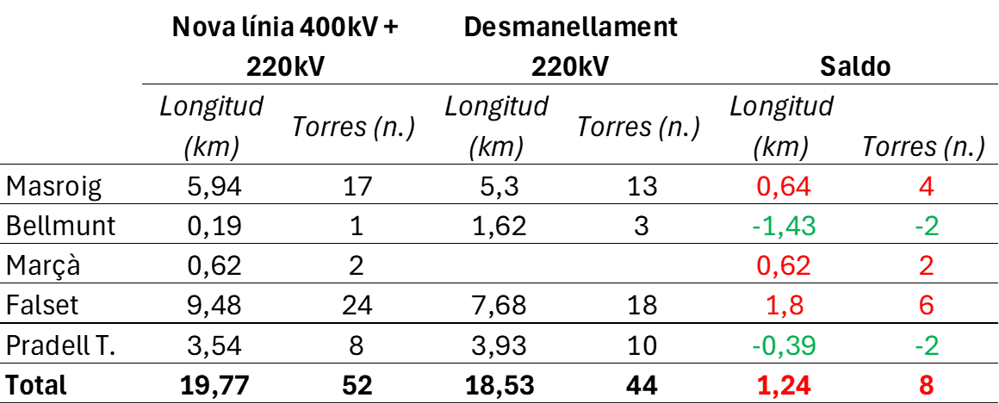 Nova línia 400kV + Desmanellament
220kV 220kV Saldo
Longitud Longitud Longitud
(km) Torres (n.) (km) Torres (n.) (km) Torres (n.)
Masroig 5,94 17 5,3 13 0,64 4
Bellmunt 0,19 1 1,62 3 -1,43 -2
Marçà 0,62 2 0,62 2
Falset 9,48 24 7,68 18 1,8 6
Pradell T. 3,54 8 3,93 10 -0,39 -2
Total 19,77 52 18,53 44 1,24 8